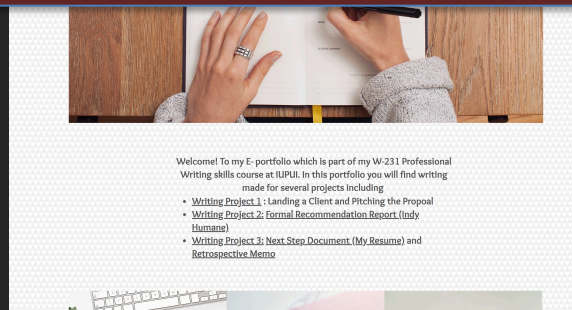 Welcome! To my E- portfolio which is part of my W-231 Professional
Writing skills course at IUPUI. In this portfolio you will find writing
made for several projects including
• Writing Project 1 : Landing a Client and Pitching the Propoal
• Writing Project 2: Formal Recommendation Report (Indy
Humane)
• Writing Project 3: Next Step Document (My Resume) and
Retrospective Memo